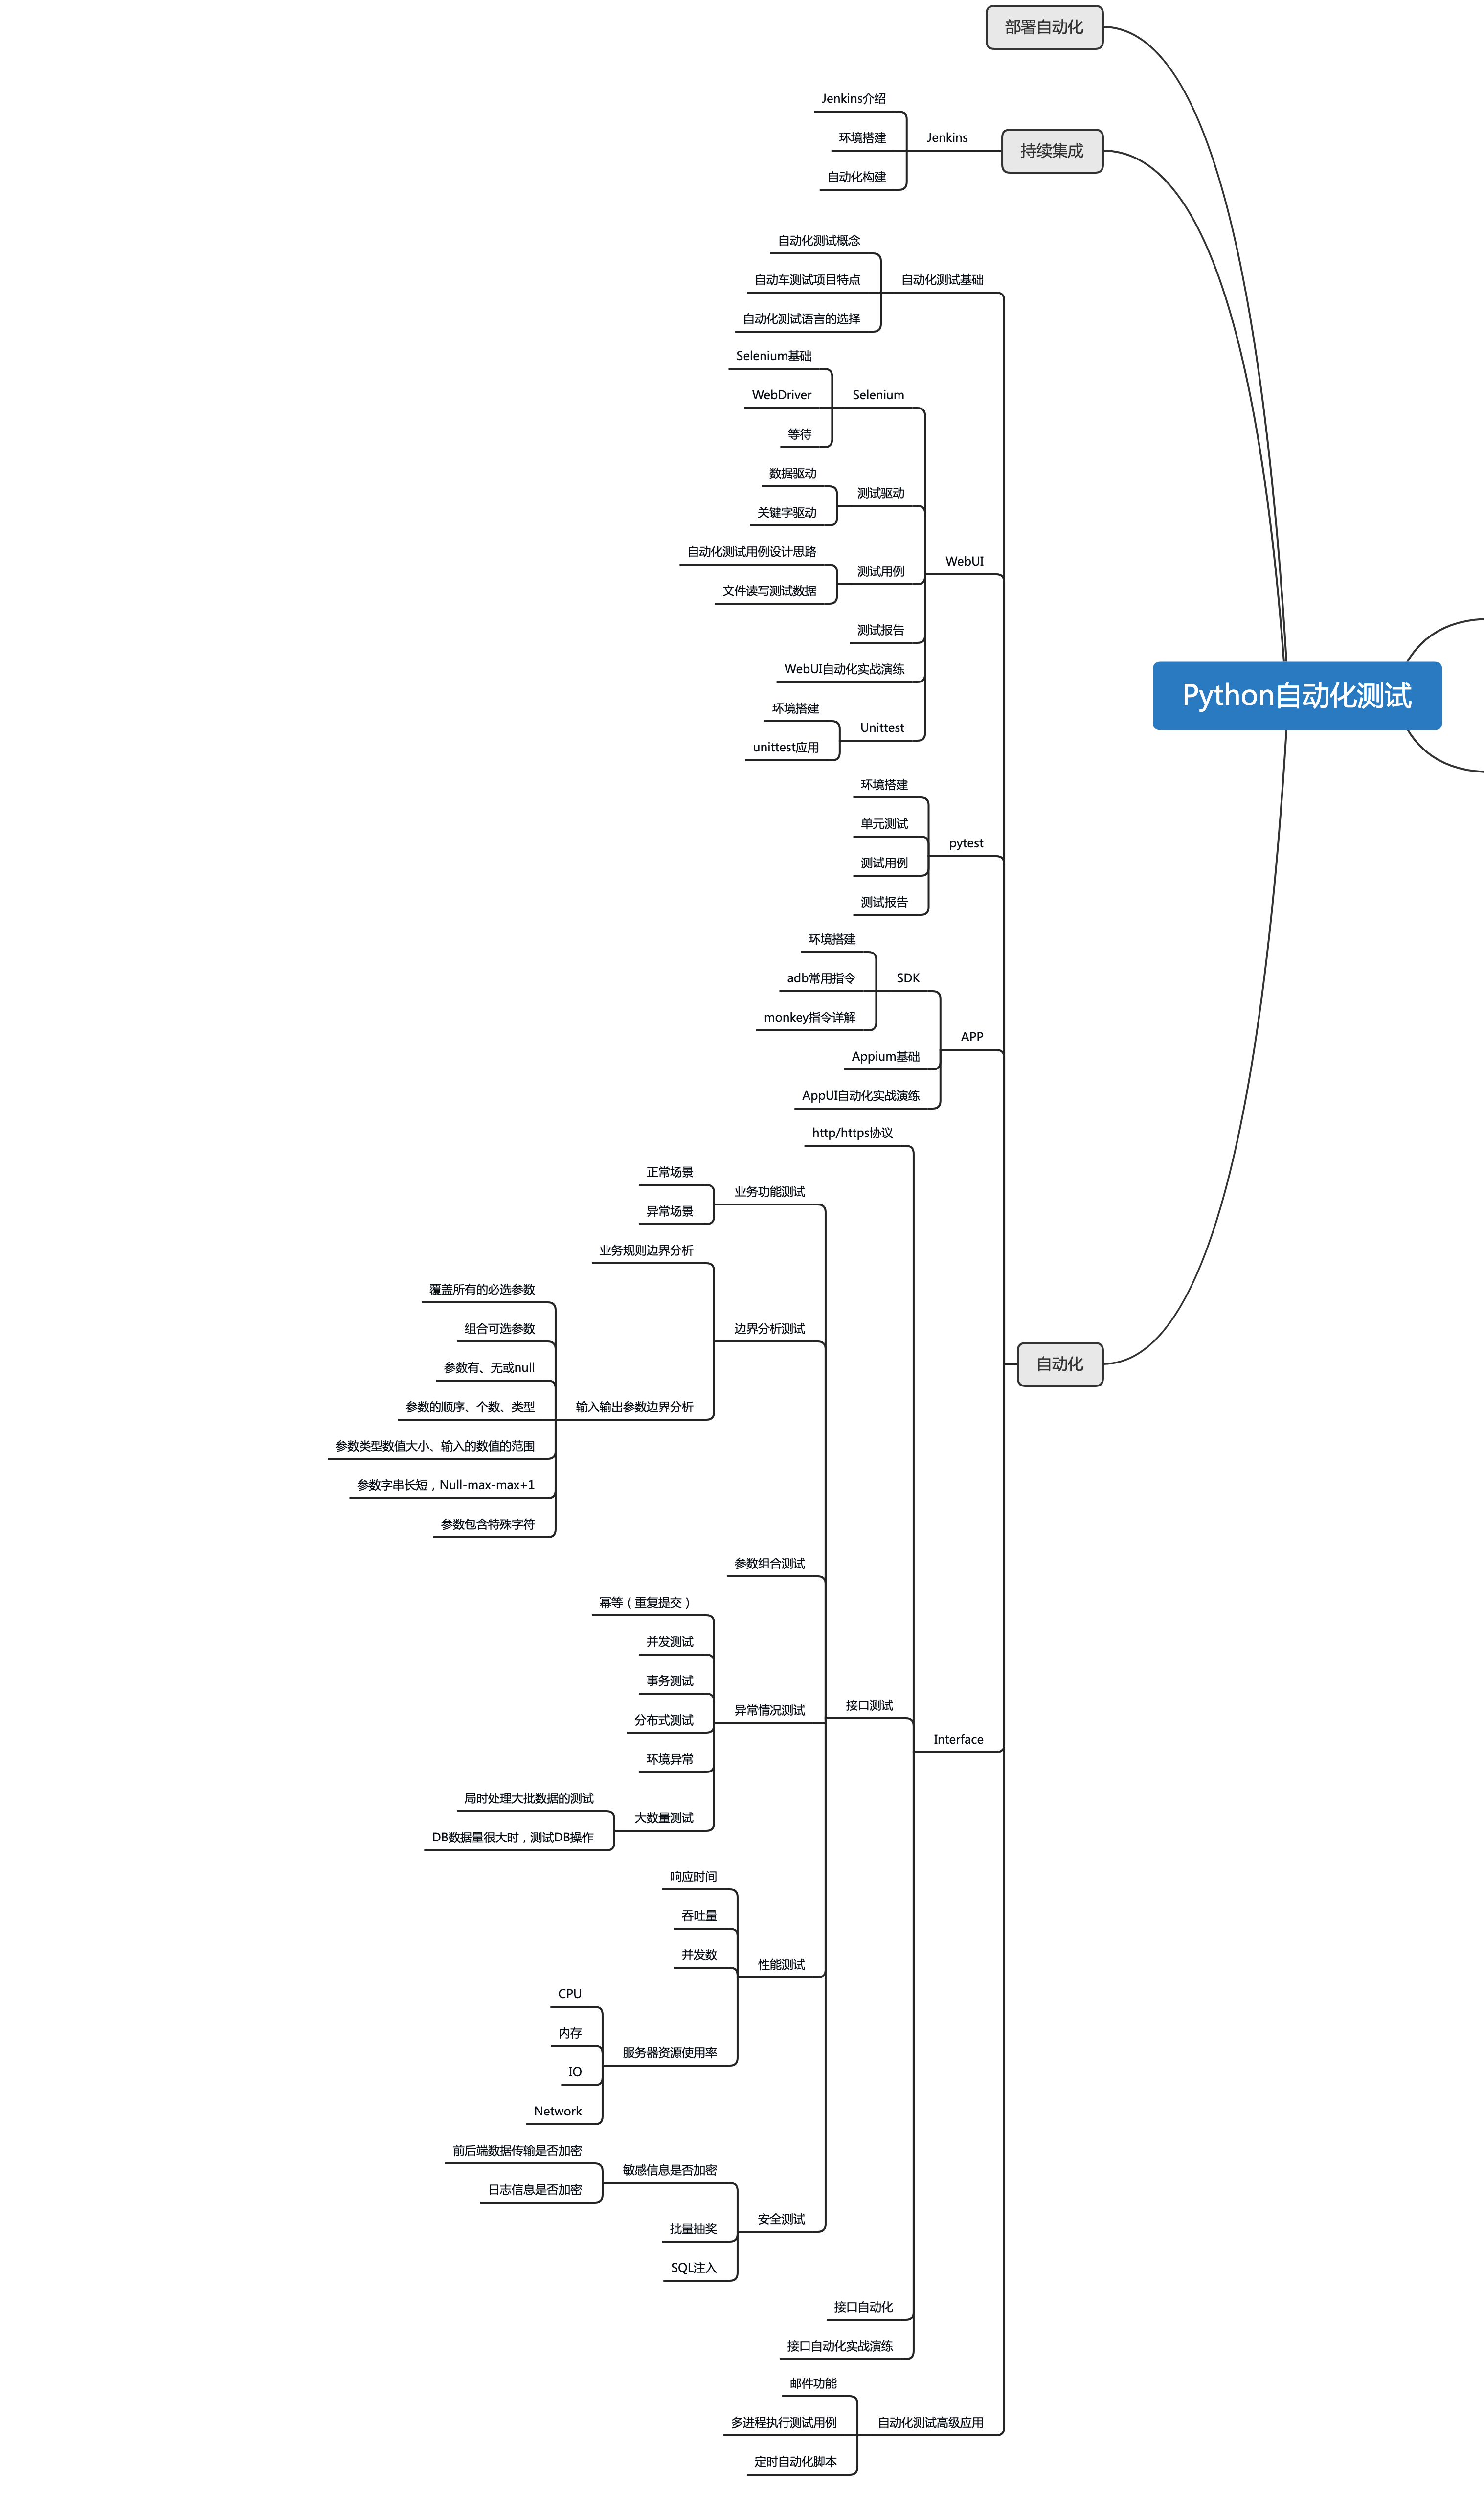 部署自动化
Jenkins介绍
环境搭建
Jenkins
持续集成
自动化构建
自动化测试概念
自动车测试项目特点
自动化测试基础
自动化测试语言的选择
Selenium基础
WebDriver
Selenium
等待
数据驱动
测试驱动
关键字驱动
自动化测试用例设计思路
测试用例
WebUI
文件读写测试数据
测试报告
WebUI自动化实战演练
Python自动化测试
环境搭建
Unittest
unittest应用
环境搭建
单元测试
pytest
测试用例
测试报告
环境搭建
adb常用指令
SDK
monkey指令详解
APP
Appium基础
AppUI自动化实战演练
http/https协议
正常场景
业务功能测试
异常场景
业务规则边界分析
覆盖所有的必选参数
组合可选参数
边界分析测试
参数有、无或null
自动化
参数的顺序、个数、类型
输入输出参数边界分析
参数类型数值大小、输入的数值的范围
参数字串长短，Null-max-max+1
参数包含特殊字符
参数组合测试
幂等（重复提交）
并发测试
事务测试
分布式测试
异常情况测试
接口测试
Interface
环境异常
局时处理大批数据的测试
大数量测试
DB数据量很大时，测试DB操作
响应时间
吞吐量
并发数
性能测试
CPU
内存
服务器资源使用率
IO
Network
前后端数据传输是否加密
敏感信息是否加密
日志信息是否加密
安全测试
批量抽奖
SQL注入
接口自动化
接口自动化实战演练
邮件功能
多进程执行测试用例
自动化测试高级应用
定时自动化脚本